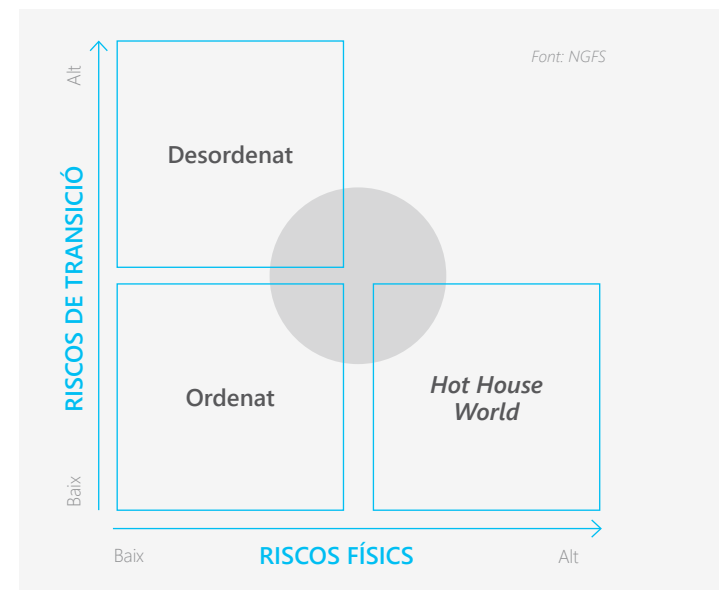 Font: NGFS
Alt
RISCOS DE TRANSICIÓ
Baix
Desordenat
Ordenat
Hot House
World
Baix
RISCOS FÍSICS
Alt